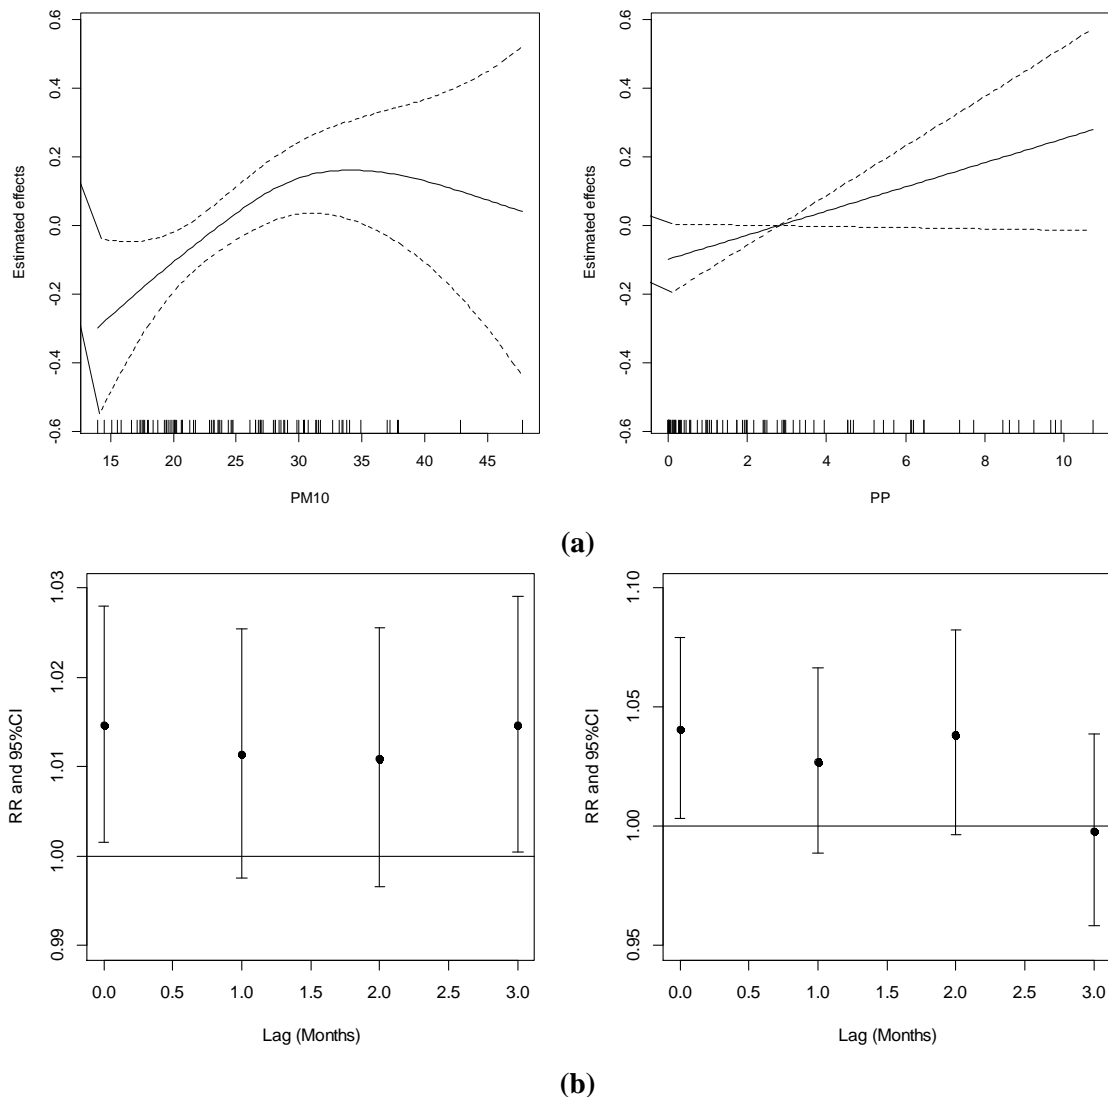 0.6
0.4
0.2
0.0
-0.2
-0.4
-0.6
Estimated effects
15 20 25 30 35 40 45
PM10
0.6
0.4
0.2
0.0
-0.2
-0.4
-0.6
Estimated effects
0 2 4 6 8 10
PP
(a)
1.03
1.02
1.01
1.00
0.99
RR and 95%CI
0.0 0.5 1.0 1.5 2.0 2.5 3.0
Lag (Months)
1.10
1.05
1.00
0.95
RR and 95%CI
0.0 0.5 1.0 1.5 2.0 2.5 3.0
Lag (Months)
(b)